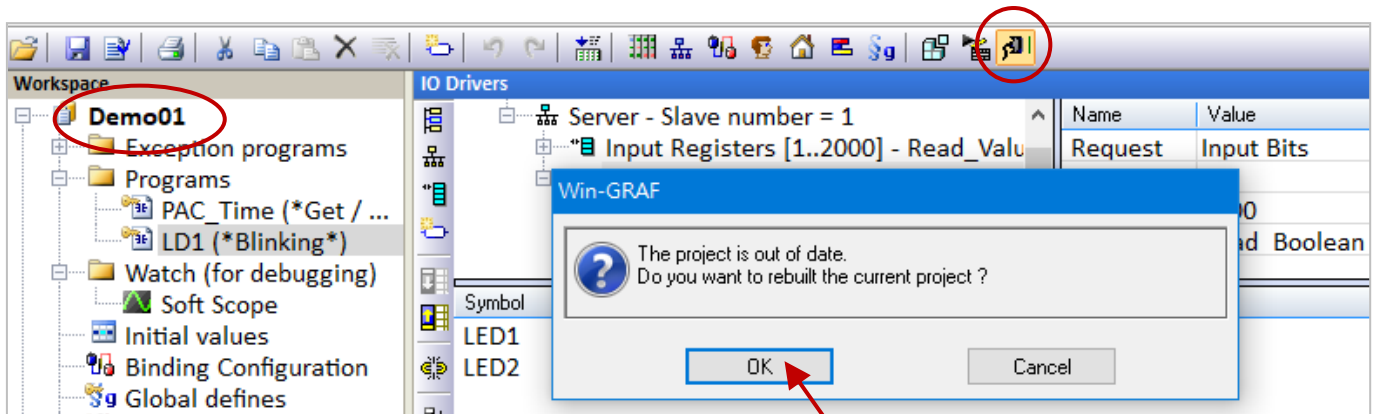 Workspace
IO Drivers
Demo01
Exception programs
Programs
PAC_Time (*Get / ...
LD1 (*Blinking*)
Watch (for debugging)
Soft Scope
Initial values
Binding Configuration
Global defines
Server - Slave number = 1
Input Registers [1..2000] - Read_Valu
Name Value
Request Input Bits
Boolean
Win-GRAF
The project is out of date.
Do you want to rebuilt the current project ?
OK
Cancel
Symbol
LED1
LED2